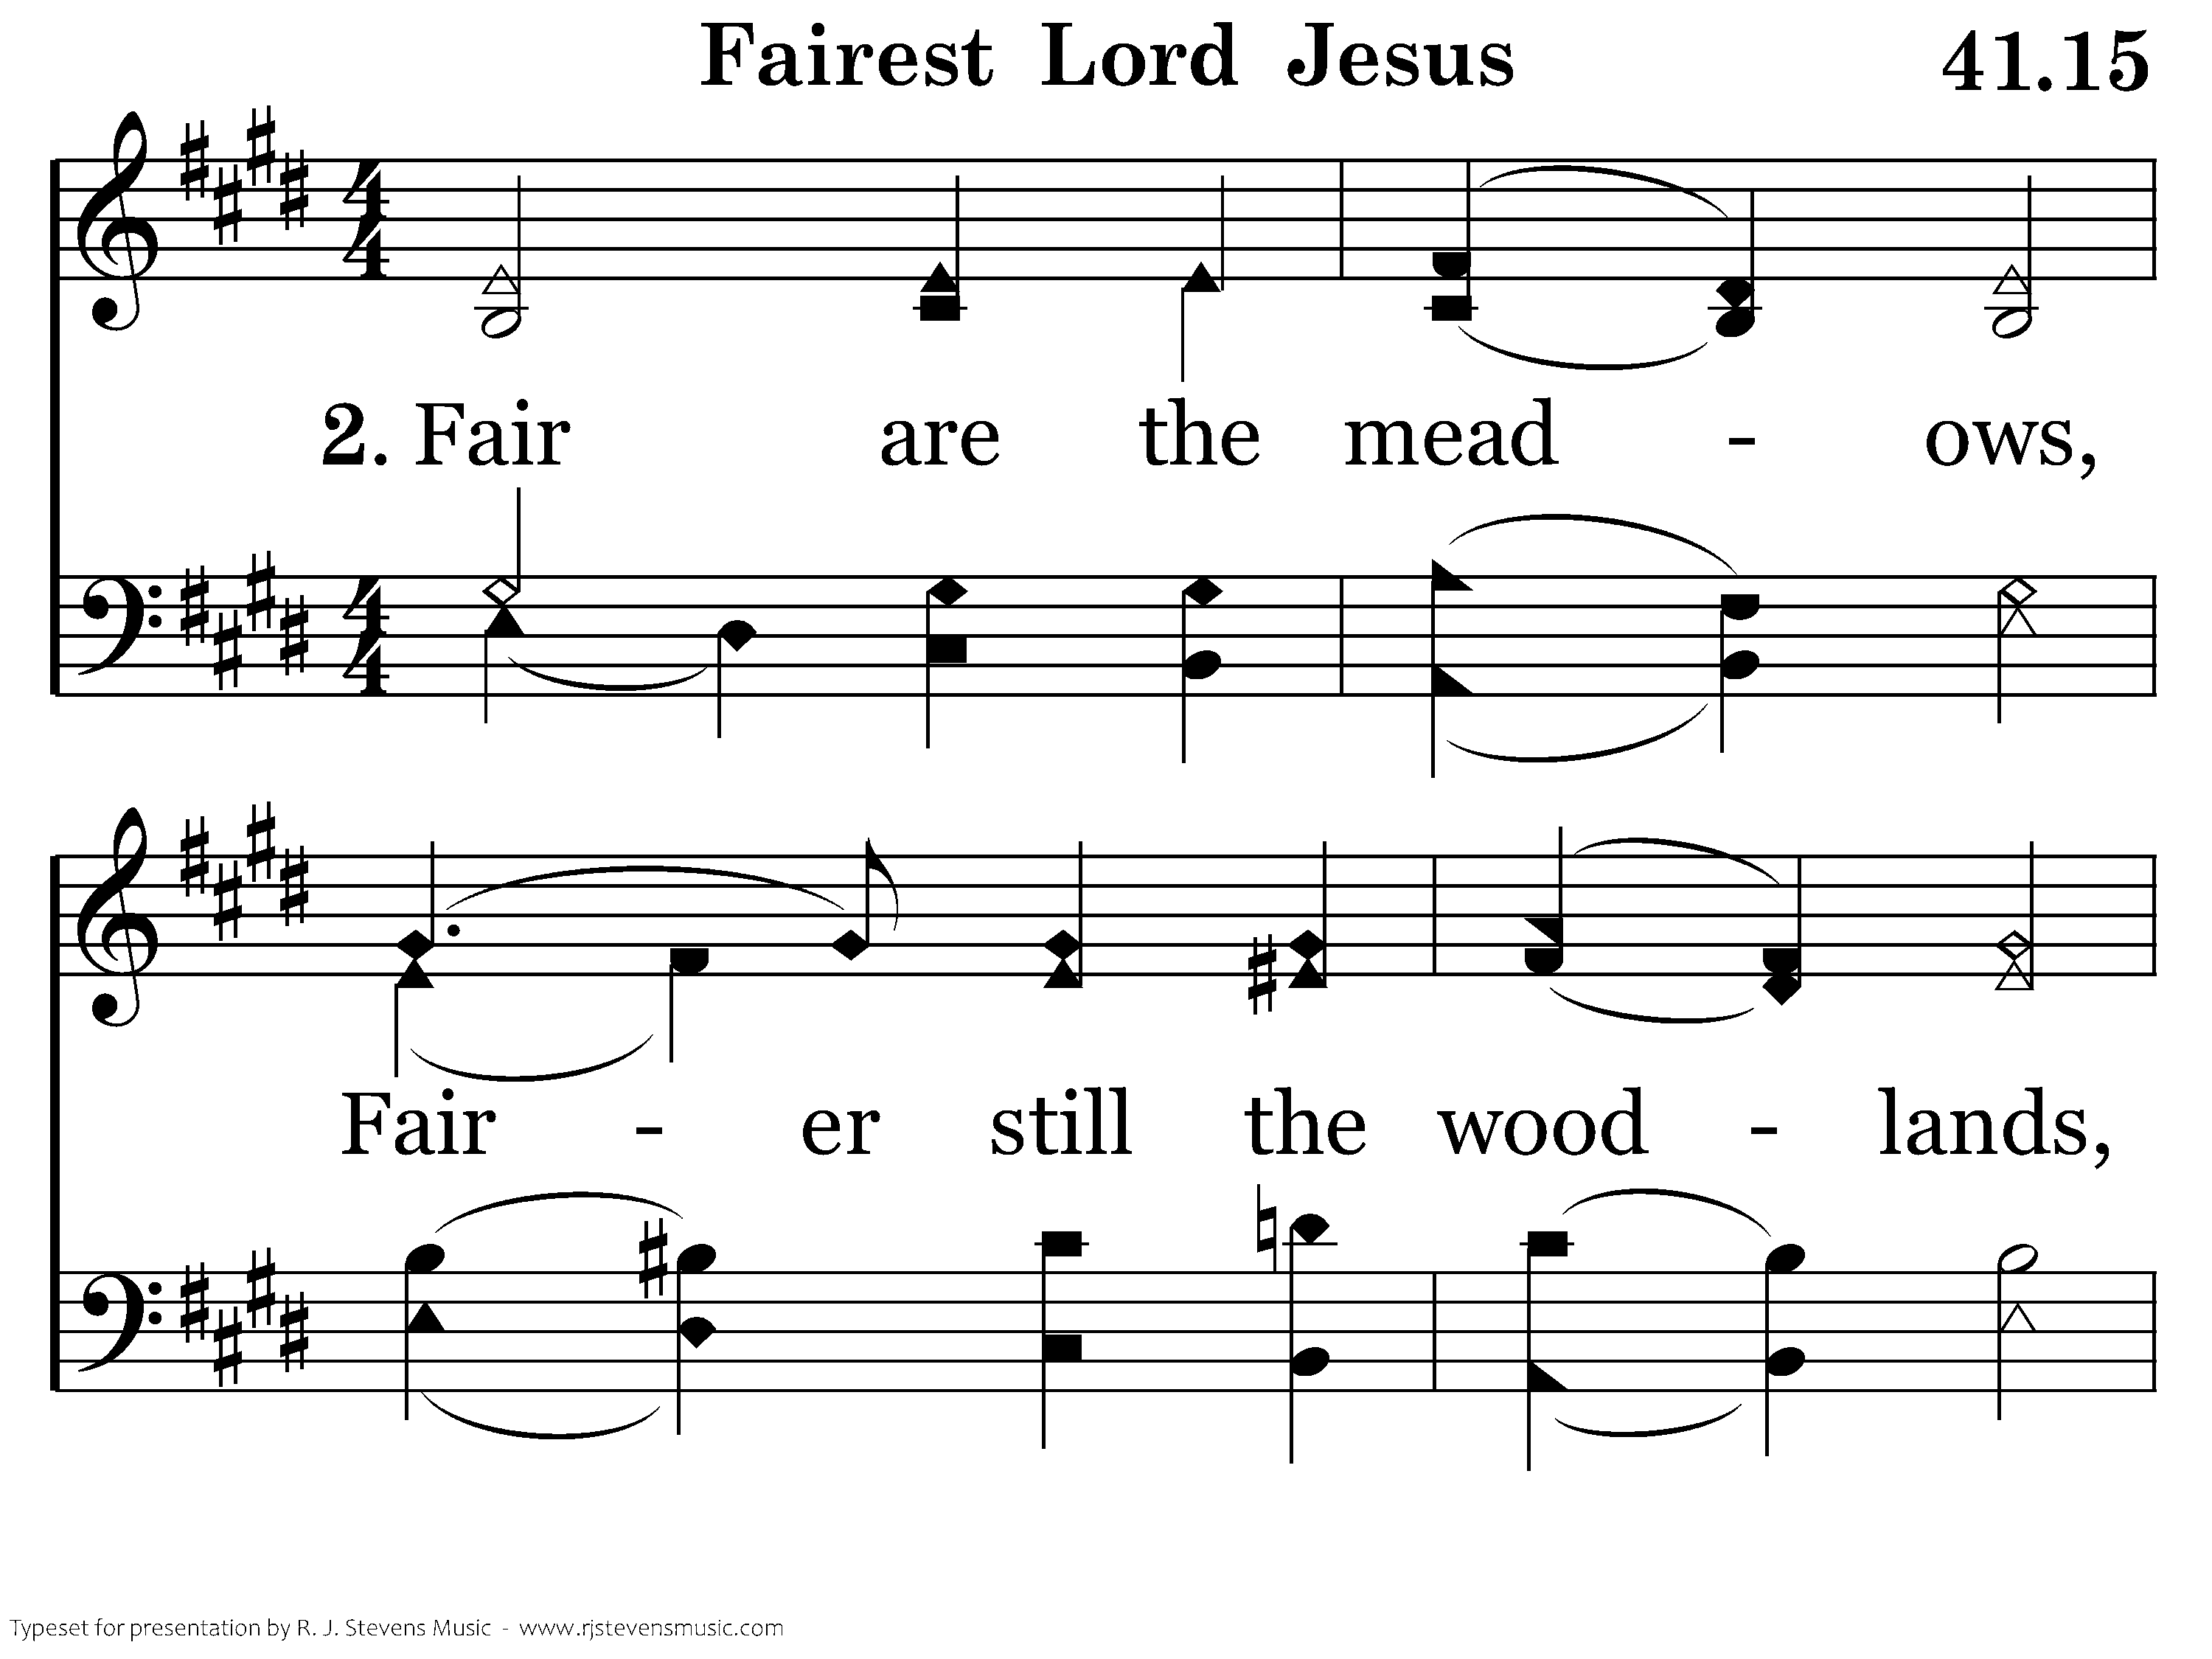 Fairest Lord Jesus 41.15
2. Fair are the mead - ows,
Fair - er still the wood - lands,
Typeset for presentation by R. J. Stevens Music - www.rjstevensmusic.com